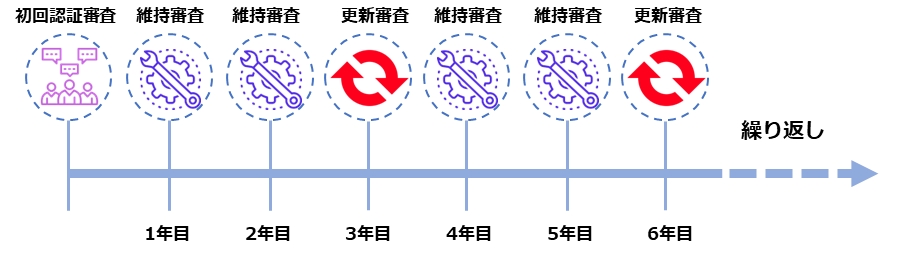 初回認証審査
維持審査
維持審査
更新審査
維持審査
維持審査
更新審査
繰り返し
1年目
2年目
3年目
4年目
5年目
6年目